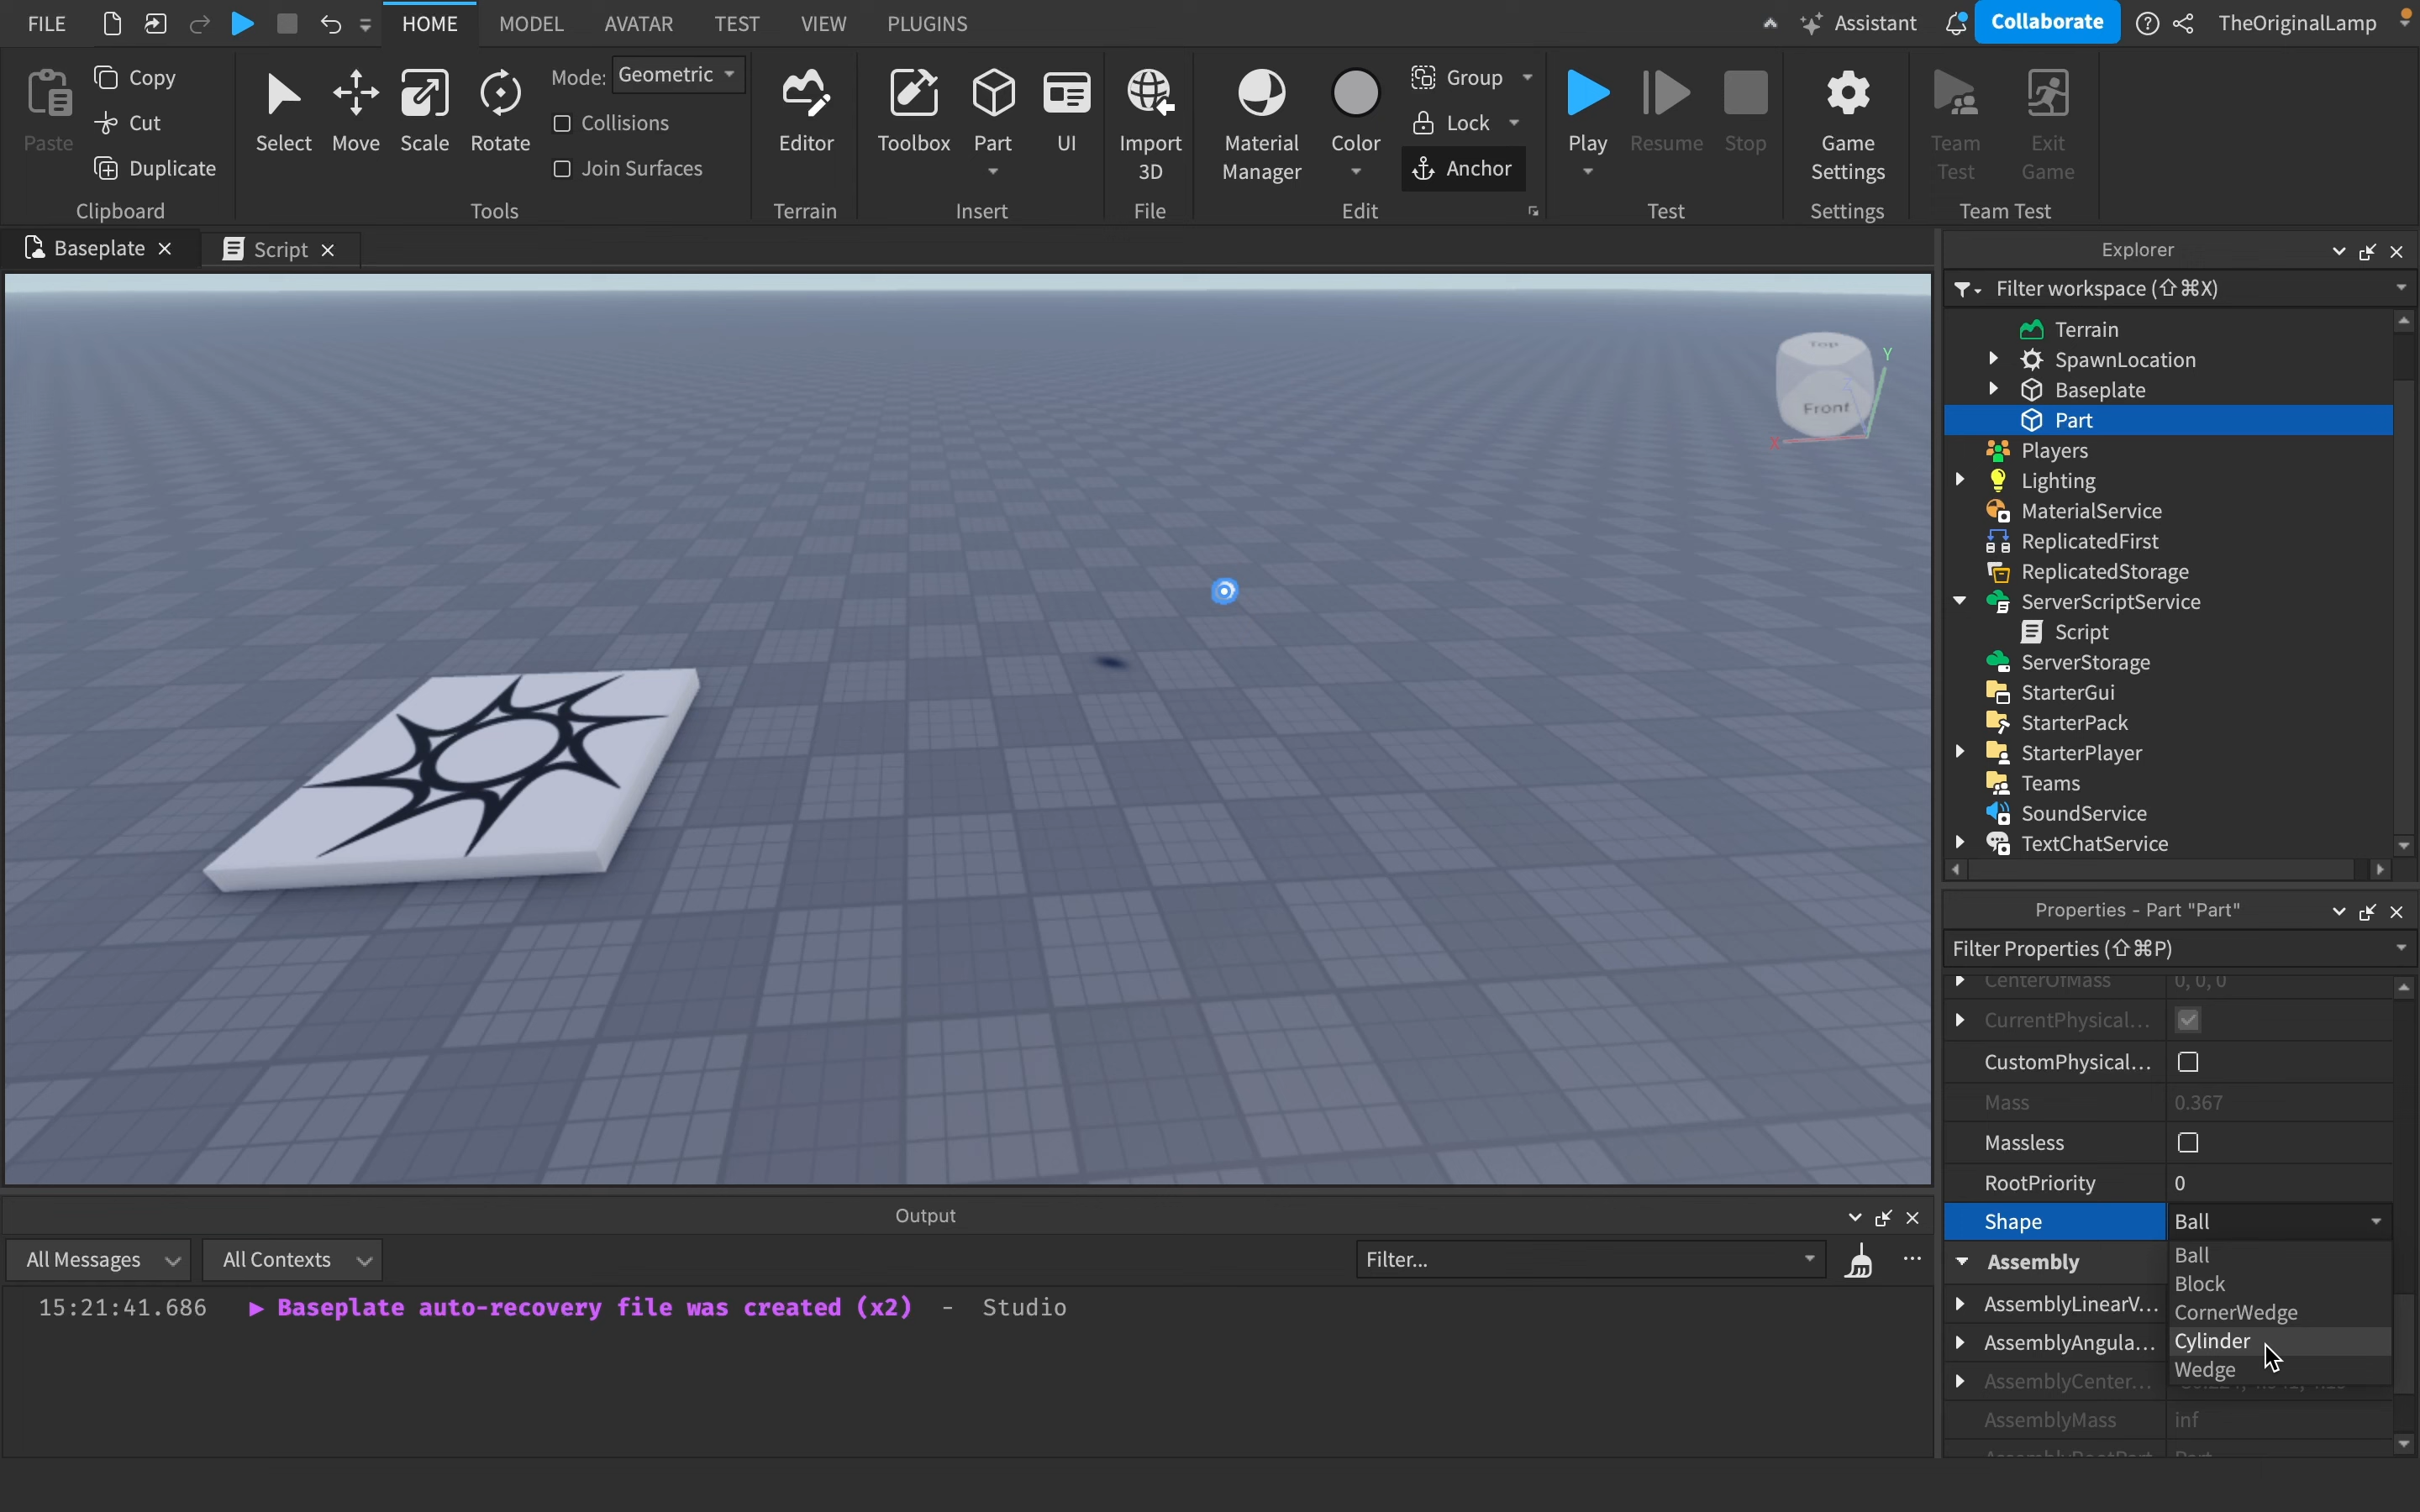 FILE HOME MODEL AVATAR TEST VIEW PLUGINS Assistant Collaborate TheOriginalLamp
Paste Copy Cut Duplicate
Clipboard
Select Move Scale Rotate Mode: Geometric
Collisions
Join Surfaces
Tools
Editor
Terrain
Toolbox Part UI
Insert
Import 3D
File
Material Manager Color Group Lock Anchor
Edit
Play Resume Stop
Test
Game Settings
Settings
Team Test Exit Game
Team Test
Baseplate Script
Top
Front
X
Y
Explorer
Filter workspace (⇧⌘X)
Terrain
SpawnLocation
Baseplate
Part
Players
Lighting
MaterialService
ReplicatedFirst
ReplicatedStorage
ServerScriptService
Script
ServerStorage
StarterGui
StarterPack
StarterPlayer
Teams
SoundService
TextChatService
Properties - Part "Part"
Filter Properties (⇧⌘P)
CenterOfMass 0, 0, 0
CurrentPhysical...
CustomPhysical...
Mass 0.367
Massless
RootPriority 0
Shape Ball
Ball
Block
CornerWedge
Cylinder
Wedge
Assembly
AssemblyLinearV...
AssemblyAngula...
AssemblyCenter...
AssemblyMass inf
Output
All Messages All Contexts Filter... ...
15:21:41.686 ▶ Baseplate auto-recovery file was created (x2) - Studio